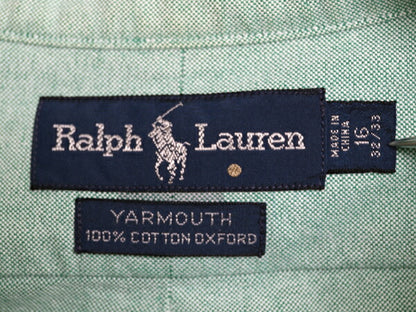 Ralph Lauren
MADE IN
CHINA
16
32/33
YARMOUTH
100% COTTON OXFORD